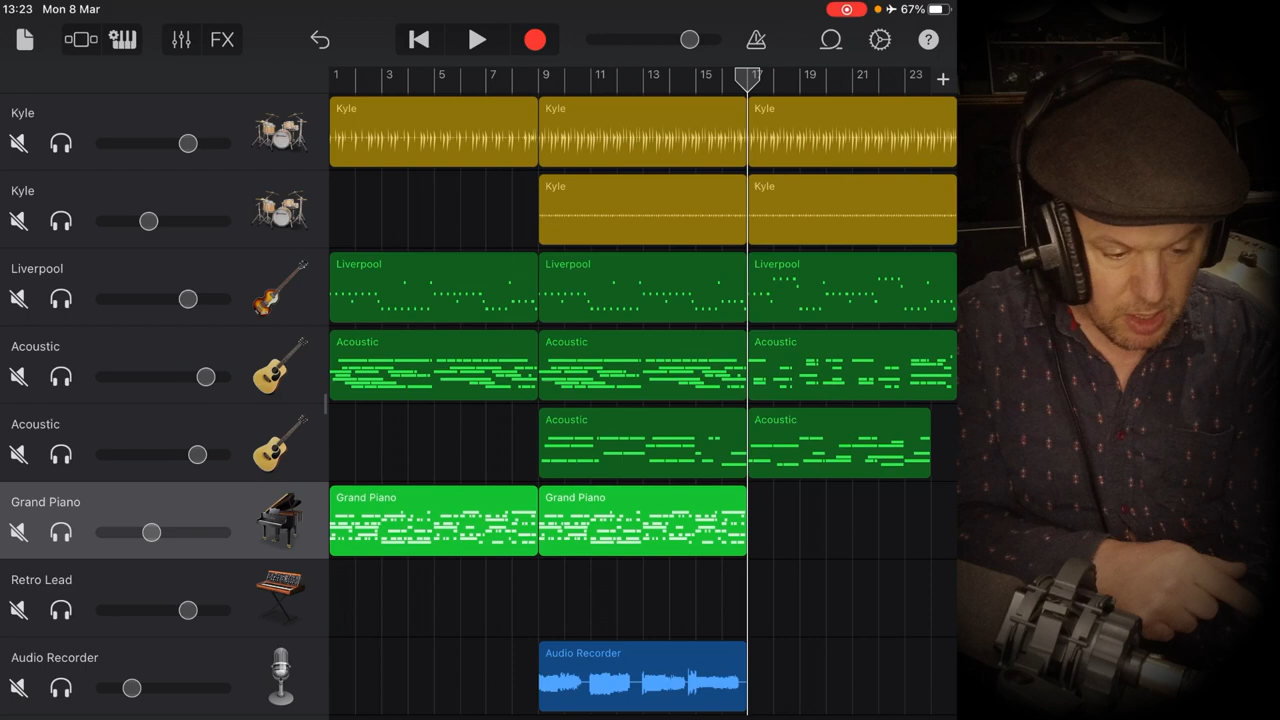 13:23 Mon 8 Mar 67%
FX ?
1 3 5 7 9 11 13 15 17 19 21 23 +
Kyle
Kyle Kyle Kyle
Kyle
Kyle Kyle
Liverpool
Liverpool Liverpool Liverpool
Acoustic
Acoustic Acoustic Acoustic
Acoustic
Acoustic Acoustic
Grand Piano
Grand Piano Grand Piano
Retro Lead
Audio Recorder
Audio Recorder